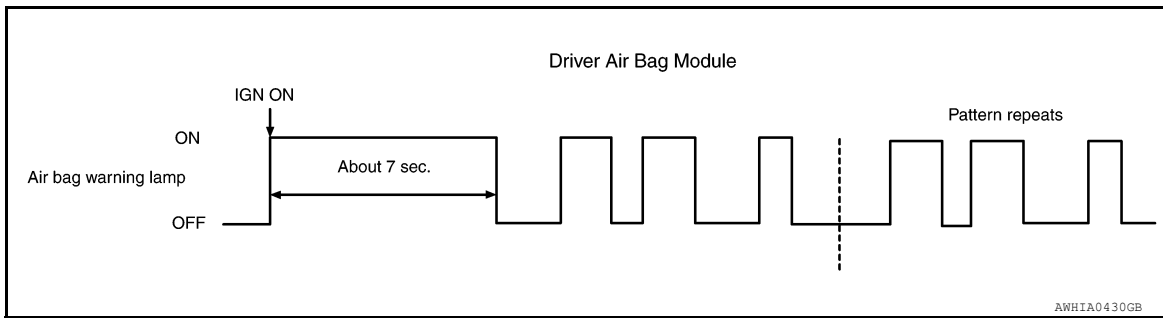 Driver Air Bag Module
IGN ON
Pattern repeats
ON
About 7 sec.
Air bag warning lamp
OFF
AWHIA0430GB